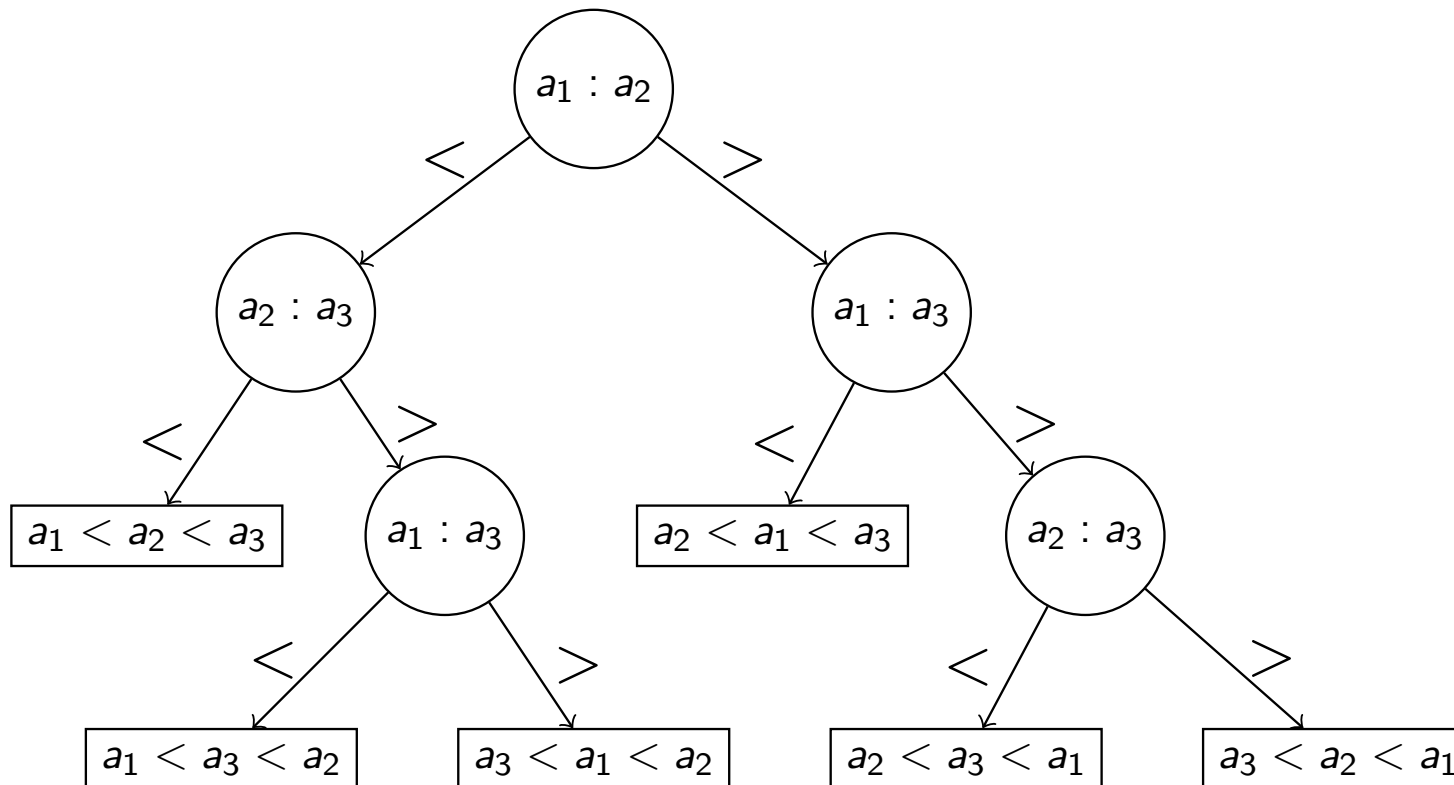 a₁ : a₂
< >
a₂ : a₃ a₁ : a₃
< > < >
a₁ < a₂ < a₃ a₁ : a₃ a₂ < a₁ < a₃ a₂ : a₃
< > < >
a₁ < a₃ < a₂ a₃ < a₁ < a₂ a₂ < a₃ < a₁ a₃ < a₂ < a₁